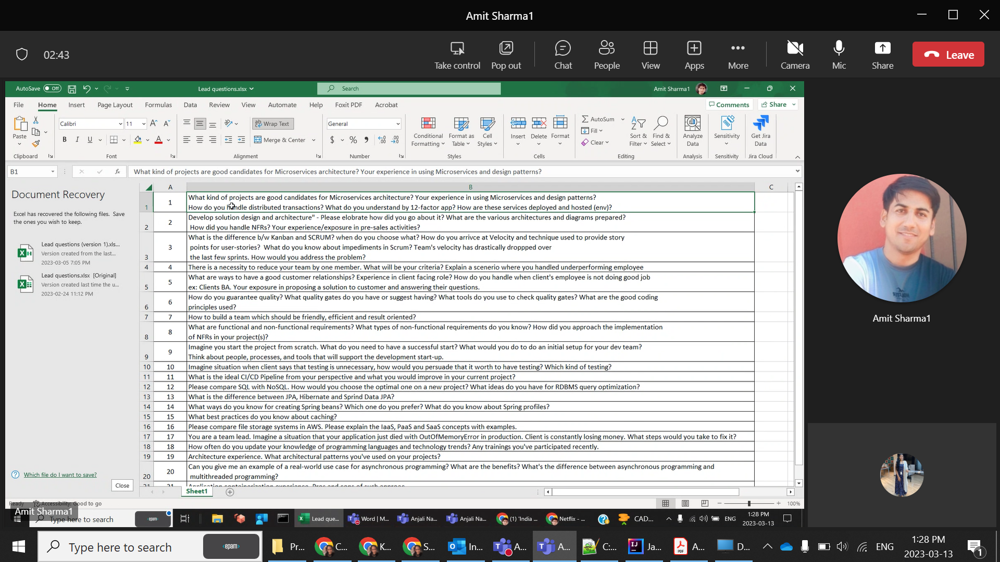 Amit Sharma1
02:43
Take control
Pop out
Chat
People
View
Apps
More
Camera
Mic
Share
Leave
AutoSave Off
Lead questions.xlsx
Search
Amit Sharma1
File Home Insert Page Layout Formulas Data Review View Automate Help Foxit PDF Acrobat
Comments
Share
Paste
Clipboard
Calibri 11
B I U
Font
Wrap Text
Merge & Center
Alignment
General
$ %
Number
Conditional Formatting
Format as Table
Cell Styles
Styles
Insert
Delete
Format
Cells
AutoSum
Fill
Clear
Sort & Filter
Find & Select
Editing
Analyze Data
Analysis
Sensitivity
Sensitivity
Get Jira Data
Jira Cloud
B1
fx
What kind of projects are good candidates for Microservices architecture? Your experience in using Microservices and design patterns?
Document Recovery
Excel has recovered the following files. Save
the ones you wish to keep.
Lead questions (version 1).xls...
Version created from the last...
2023-03-05 7:05 PM
Lead questions.xlsx [Original]
Version created last time the u...
2023-02-24 11:12 PM
Which file do I want to save?
Close
A B C
1 1 What kind of projects are good candidates for Microservices architecture? Your experience in using Microservices and design patterns?
How do you handle distributed transactions? What do you understand by 12-factor app? How are these services deployed and hosted (env)?
2 2 Develop solution design and architecture" - Please elobrate how did you go about it? What are the various architectures and diagrams prepared?
How did you handle NFRs? Your experience/exposure in pre-sales activities?
3 3 What is the difference b/w Kanban and SCRUM? when do you choose what? How do you arrivce at Velocity and technique used to provide story
points for user-stories? What do you know about impediments in Scrum? Team's velocity has drastically droppped over
the last few sprints. How would you address the problem?
4 4 There is a necessity to reduce your team by one member. What will be your criteria? Explain a scenerio where you handled underperforming employee
5 5 What are ways to have a good customer relationships? Experience in client facing role? How do you handle when client's employee is not doing good job
ex: Clients BA. Your exposure in proposing a solution to customer and answering their questions.
6 6 How do you guarantee quality? What quality gates do you have or suggest having? What tools do you use to check quality gates? What are the good coding
principles used?
7 7 How to build a team which should be friendly, efficient and result oriented?
8 8 What are functional and non-functional requirements? What types of non-functional requirements do you know? How did you approach the implementation
of NFRs in your project(s)?
9 9 Imagine you start the project from scratch. What do you need to have a successful start? What would you do to do an initial setup for your dev team?
Think about people, processes, and tools that will support the development start-up.
10 10 Imagine situation when client says that testing is unnecessary, how would you persuade that it worth to have testing? Which kind of testing?
11 11 What is the ideal CI/CD Pipeline from your perspective and what you would improve in your current project?
12 12 Please compare SQL with NoSQL. How would you choose the optimal one on a new project? What ideas do you have for RDBMS query optimization?
13 13 What is the difference between JPA, Hibernate and Sprind Data JPA?
14 14 What ways do you know for creating Spring beans? Which one do you prefer? What do you know about Spring profiles?
15 15 What best practices do you know about caching?
16 16 Please compare file storage systems in AWS. Please explain the IaaS, PaaS and SaaS concepts with examples.
17 17 You are a team lead. Imagine a situation that your application just died with OutOfMemoryError in production. Client is constantly losing money. What steps would you take to fix it?
18 18 How often do you update your knowledge of programming languages and technology trends? Any trainings you've participated recently.
19 19 Architecture experience. What architectural patterns you've used on your projects?
20 20 Can you give me an example of a real-world use case for asynchronous programming? What are the benefits? What's the difference between asynchronous programming and
multithreaded programming?
Sheet1
Ready
Accessibility: Good to go
100%
Amit Sharma1
Type here to search
epam
Lead que...
Word | M...
Anjali Na...
Anjali Na...
(1) 'India ...
Netflix - ...
CAD...
ENG
1:28 PM
2023-03-13
Amit Sharma1
Type here to search
<epam>
Pr...
C...
K...
S...
In...
A...
A...
C:...
Ja...
A...
D...
ENG
1:28 PM
2023-03-13
1